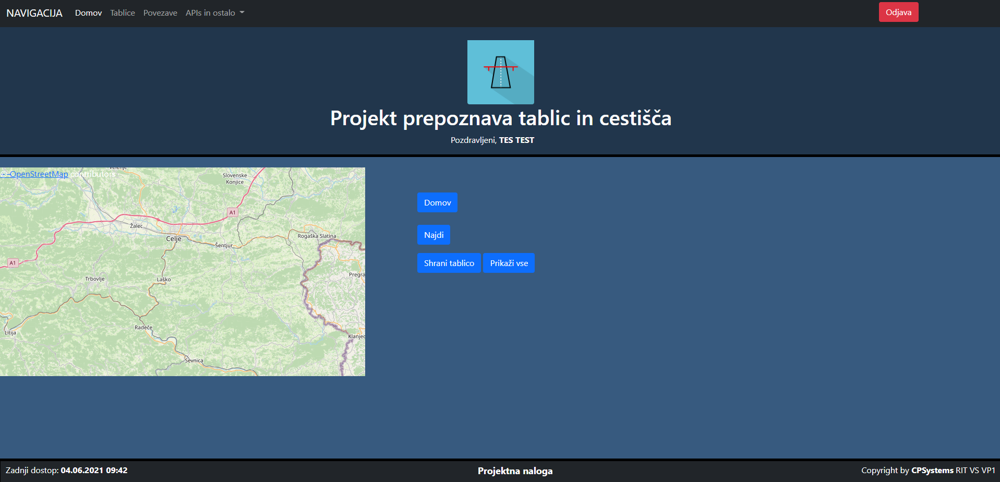 NAVIGACIJA Domov Tablice Povezave APIs in ostalo Odjava
Projekt prepoznava tablic in cestišča
Pozdravljeni, TES TEST
© OpenStreetMap contributors
Slovenske
Konjice
A1
Žalec
Celje
Rogaška Slatina
Šentjur
A1
Trbovlje
Laško
Pregra
Radeče
Litija
Klanjec
Sevnica
Domov
Najdi
Shrani tablico Prikaži vse
Zadnji dostop: 04.06.2021 09:42
Projektna naloga
Copyright by CPSystems RIT VS VP1